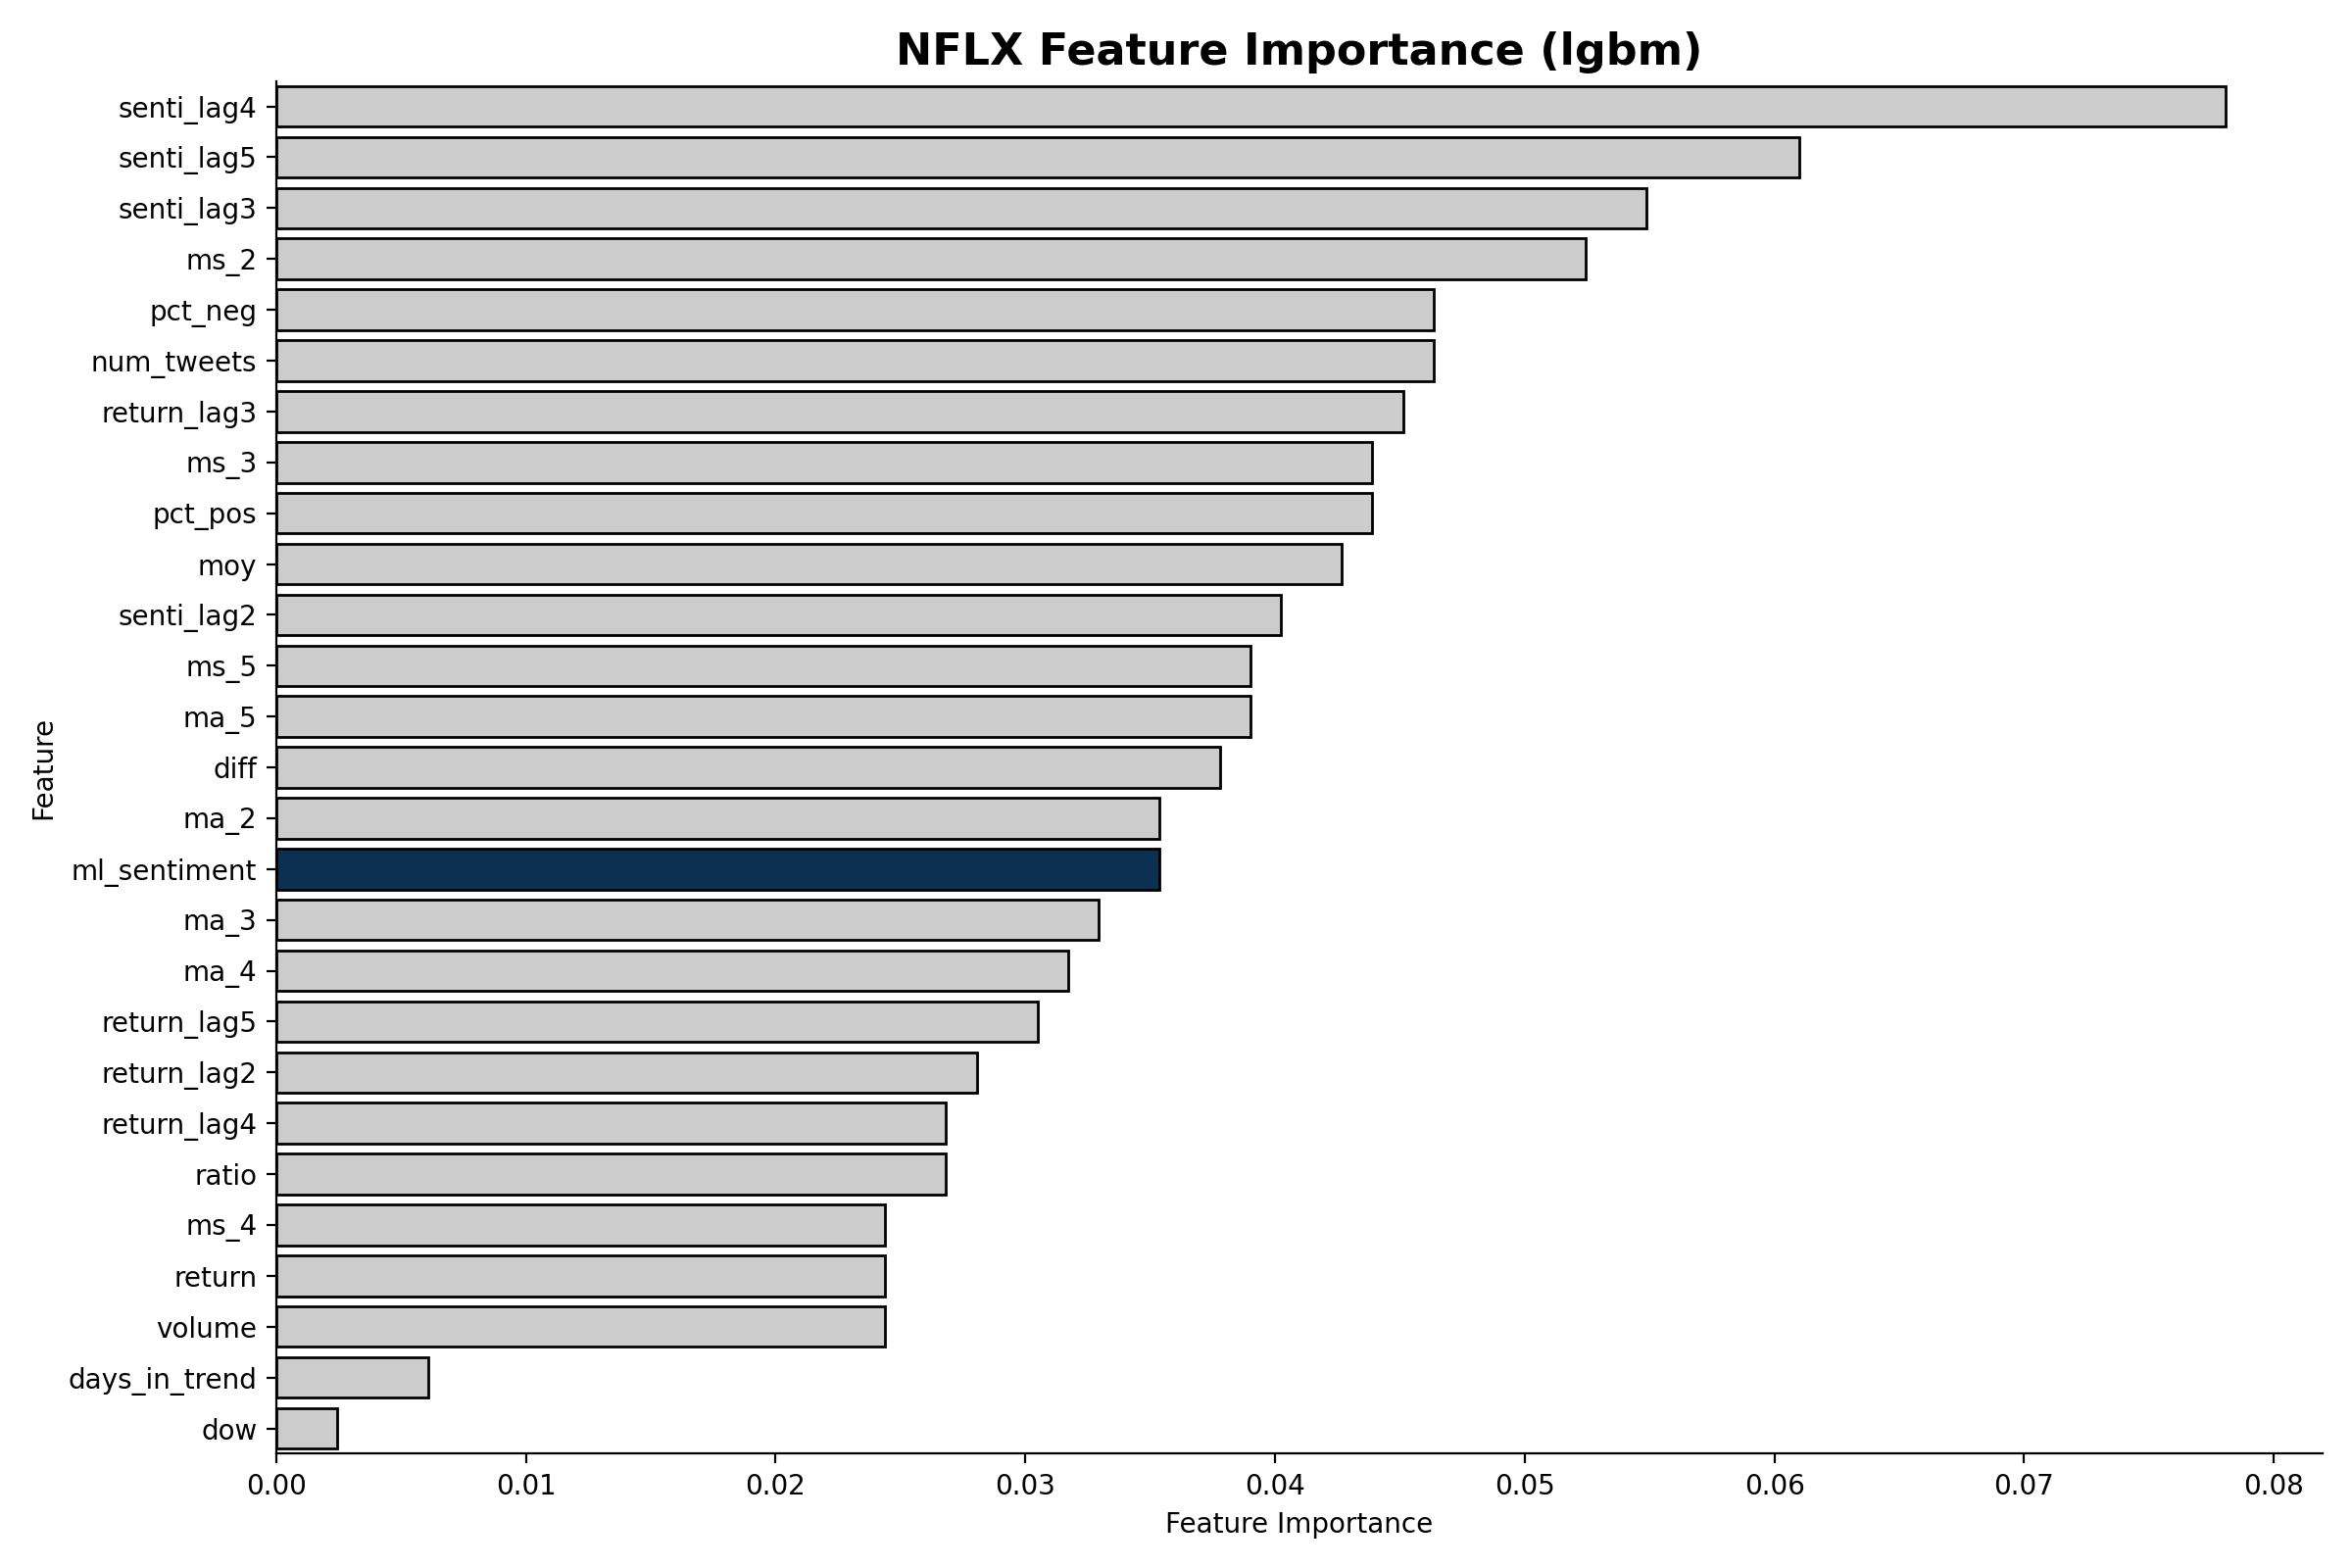 NFLX Feature Importance (lgbm)
senti_lag4
senti_lag5
senti_lag3
ms_2
pct_neg
num_tweets
return_lag3
ms_3
pct_pos
moy
senti_lag2
ms_5
ma_5
diff
ma_2
ml_sentiment
ma_3
ma_4
return_lag5
return_lag2
return_lag4
ratio
ms_4
return
volume
days_in_trend
dow
Feature
0.00 0.01 0.02 0.03 0.04 0.05 0.06 0.07 0.08
Feature Importance